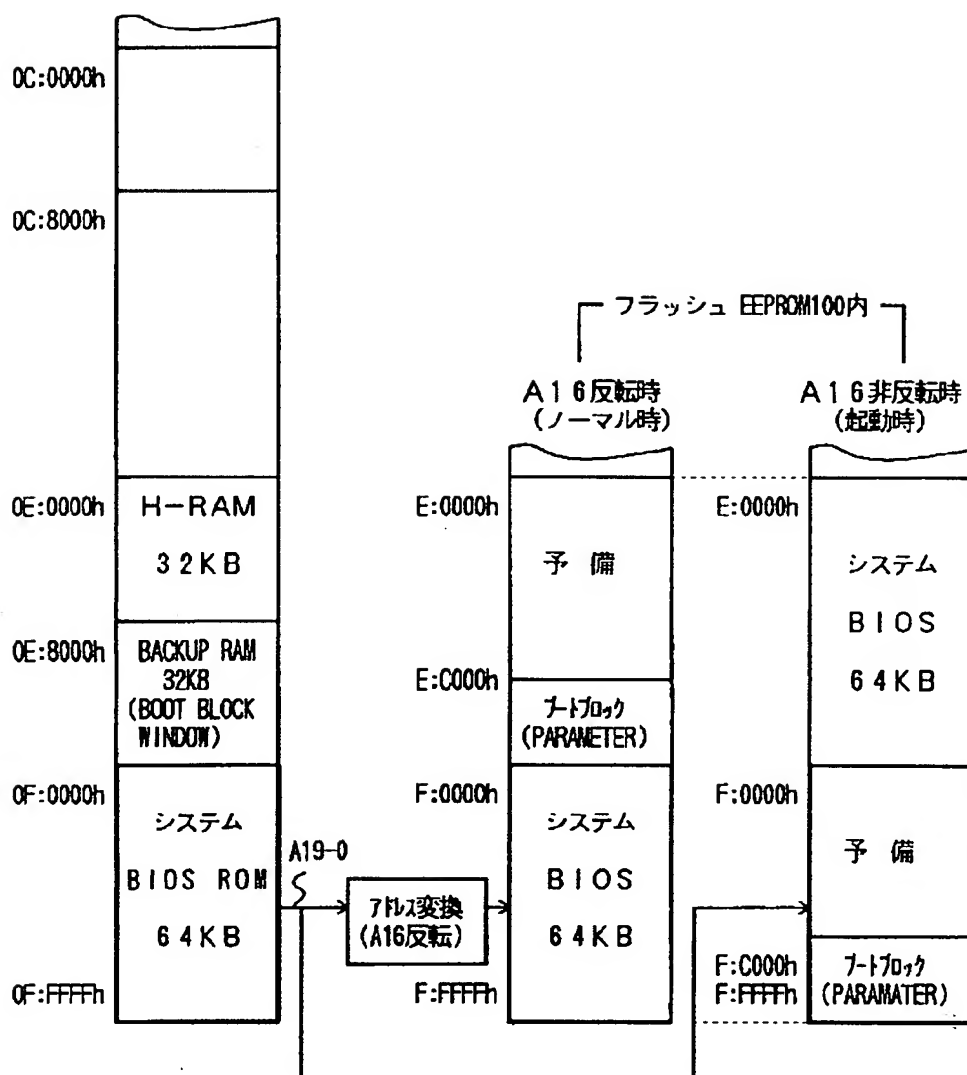 0C:0000h
0C:8000h
0E:0000h
H-RAM
32KB
0E:8000h
BACKUP RAM
32KB
(BOOT BLOCK
WINDOW)
0F:0000h
システム
BIOS ROM
64KB
0F:FFFFh
A19-0
アドレス変換
(A16反転)
フラッシュ EEPROM100内
A16反転時
(ノーマル時)
E:0000h
予 備
E:C000h
ブートブロック
(PARAMETER)
F:0000h
システム
BIOS
64KB
F:FFFFh
A16非反転時
(起動時)
E:0000h
システム
BIOS
64KB
F:0000h
予 備
F:C000h
F:FFFFh
ブートブロック
(PARAMATER)